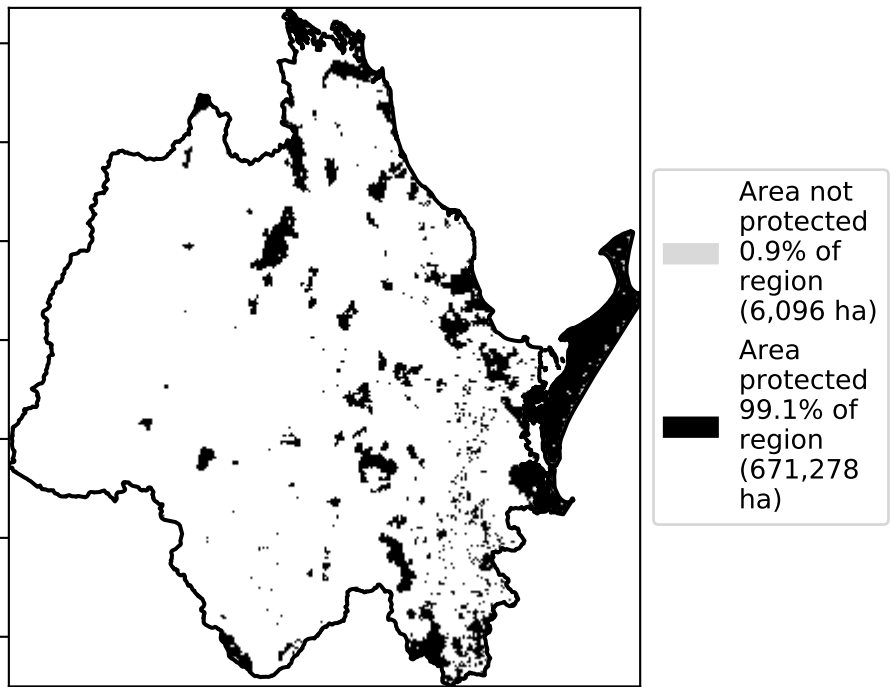 Area not
protected
0.9% of
region
(6,096 ha)
Area
protected
99.1% of
region
(671,278
ha)